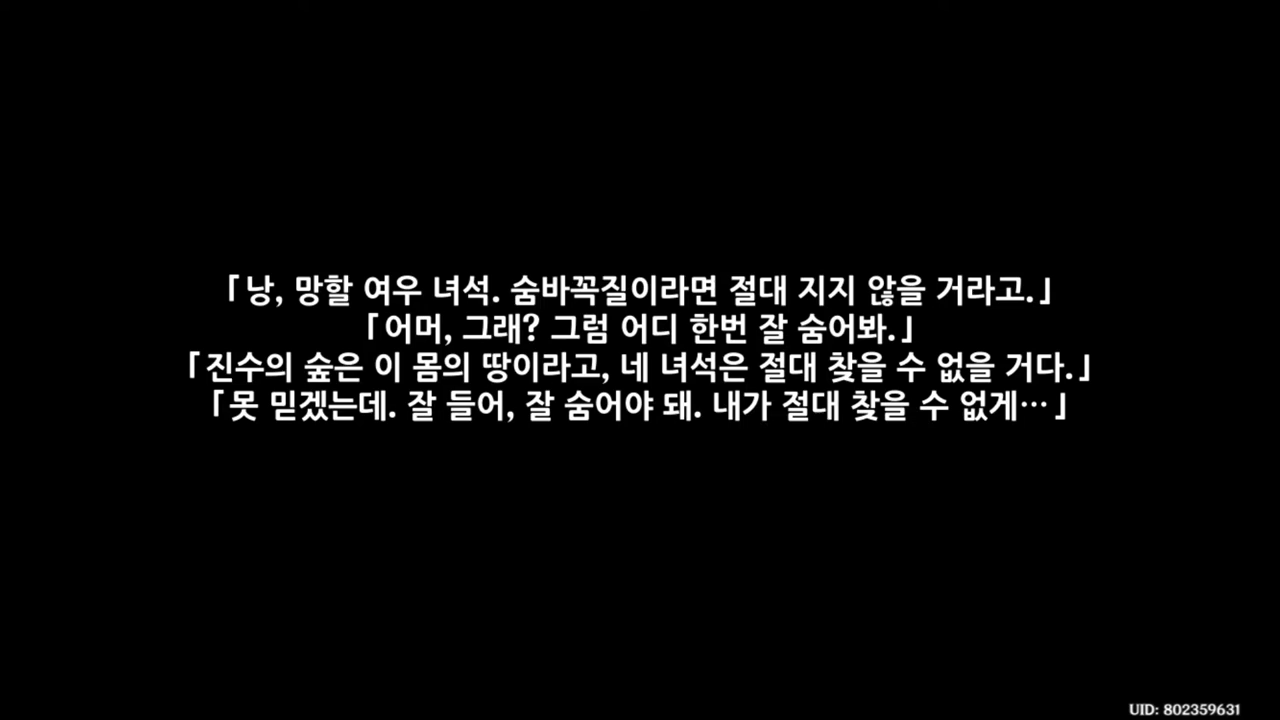 「낭, 망할 여우 녀석. 숨바꼭질이라면 절대 지지 않을 거라고.」
「어머, 그래? 그럼 어디 한번 잘 숨어봐.」
「진수의 숲은 이 몸의 땅이라고, 네 녀석은 절대 찾을 수 없을 거다.」
「못 믿겠는데. 잘 들어, 잘 숨어야 돼. 내가 절대 찾을 수 없게…」
UID: 802359631